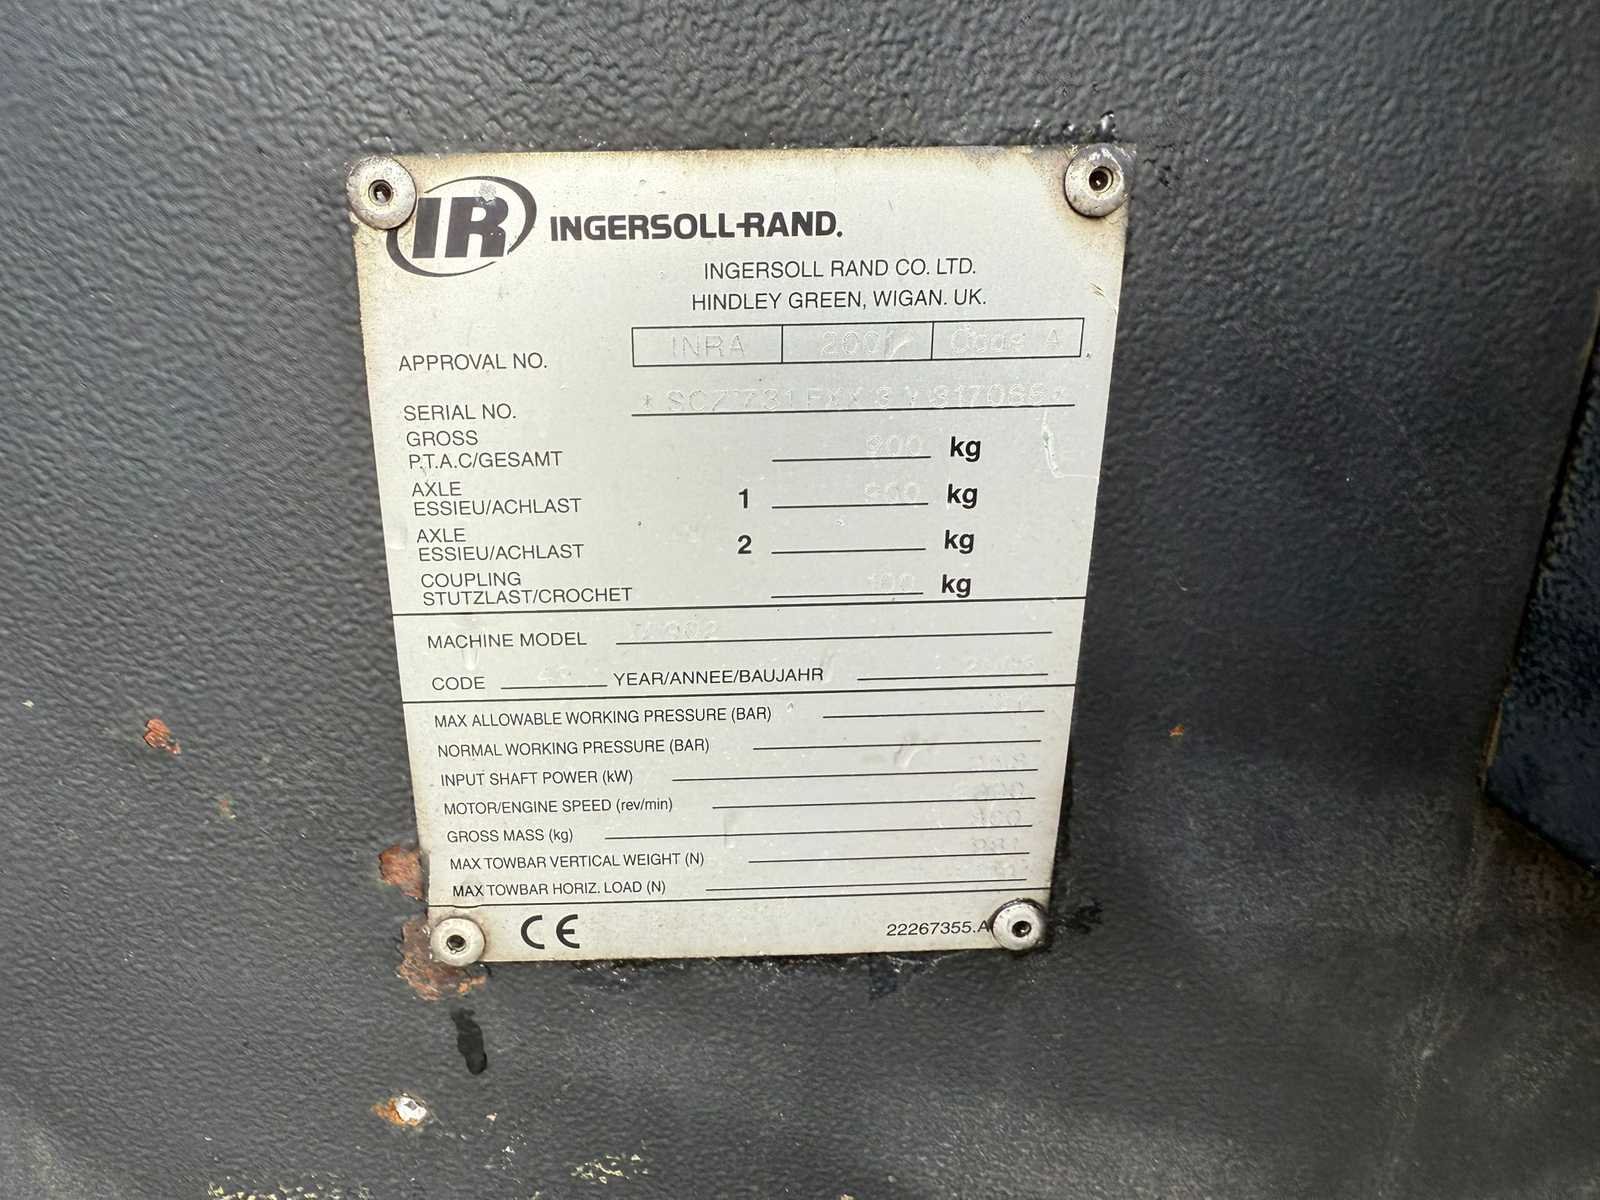 IR INGERSOLL-RAND.
INGERSOLL RAND CO. LTD.
HINDLEY GREEN, WIGAN. UK.
APPROVAL NO. INRA Code A
SERIAL NO.
GROSS
P.T.A.C/GESAMT 900 kg
AXLE
ESSIEU/ACHLAST 1 kg
AXLE
ESSIEU/ACHLAST 2 kg
COUPLING
STUTZLAST/CROCHET 100 kg
MACHINE MODEL
CODE YEAR/ANNEE/BAUJAHR
MAX ALLOWABLE WORKING PRESSURE (BAR)
NORMAL WORKING PRESSURE (BAR)
INPUT SHAFT POWER (kW)
MOTOR/ENGINE SPEED (rev/min)
GROSS MASS (kg)
MAX TOWBAR VERTICAL WEIGHT (N)
MAX TOWBAR HORIZ. LOAD (N)
CE 22267355.A